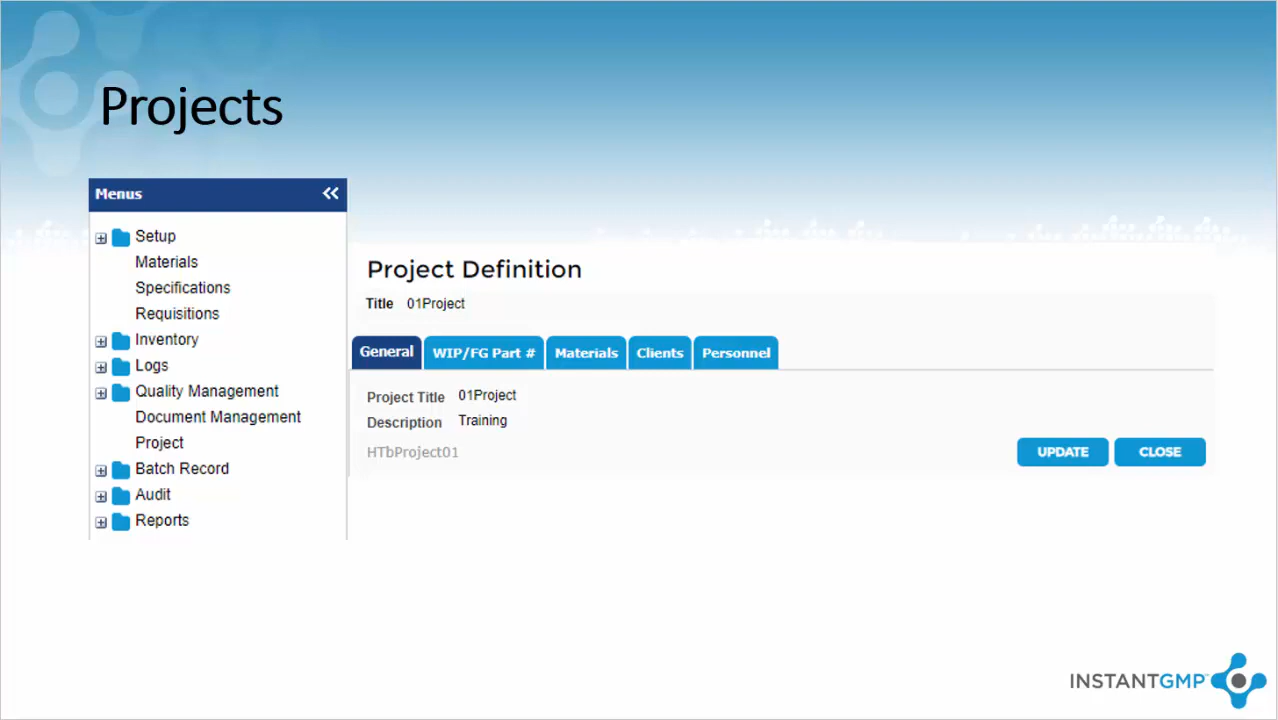 Projects
Menus
Setup
Materials
Specifications
Requisitions
Inventory
Logs
Quality Management
Document Management
Project
Batch Record
Audit
Reports
Project Definition
Title 01Project
General WIP/FG Part # Materials Clients Personnel
Project Title 01Project
Description Training
HTbProject01
UPDATE CLOSE
INSTANTGMP